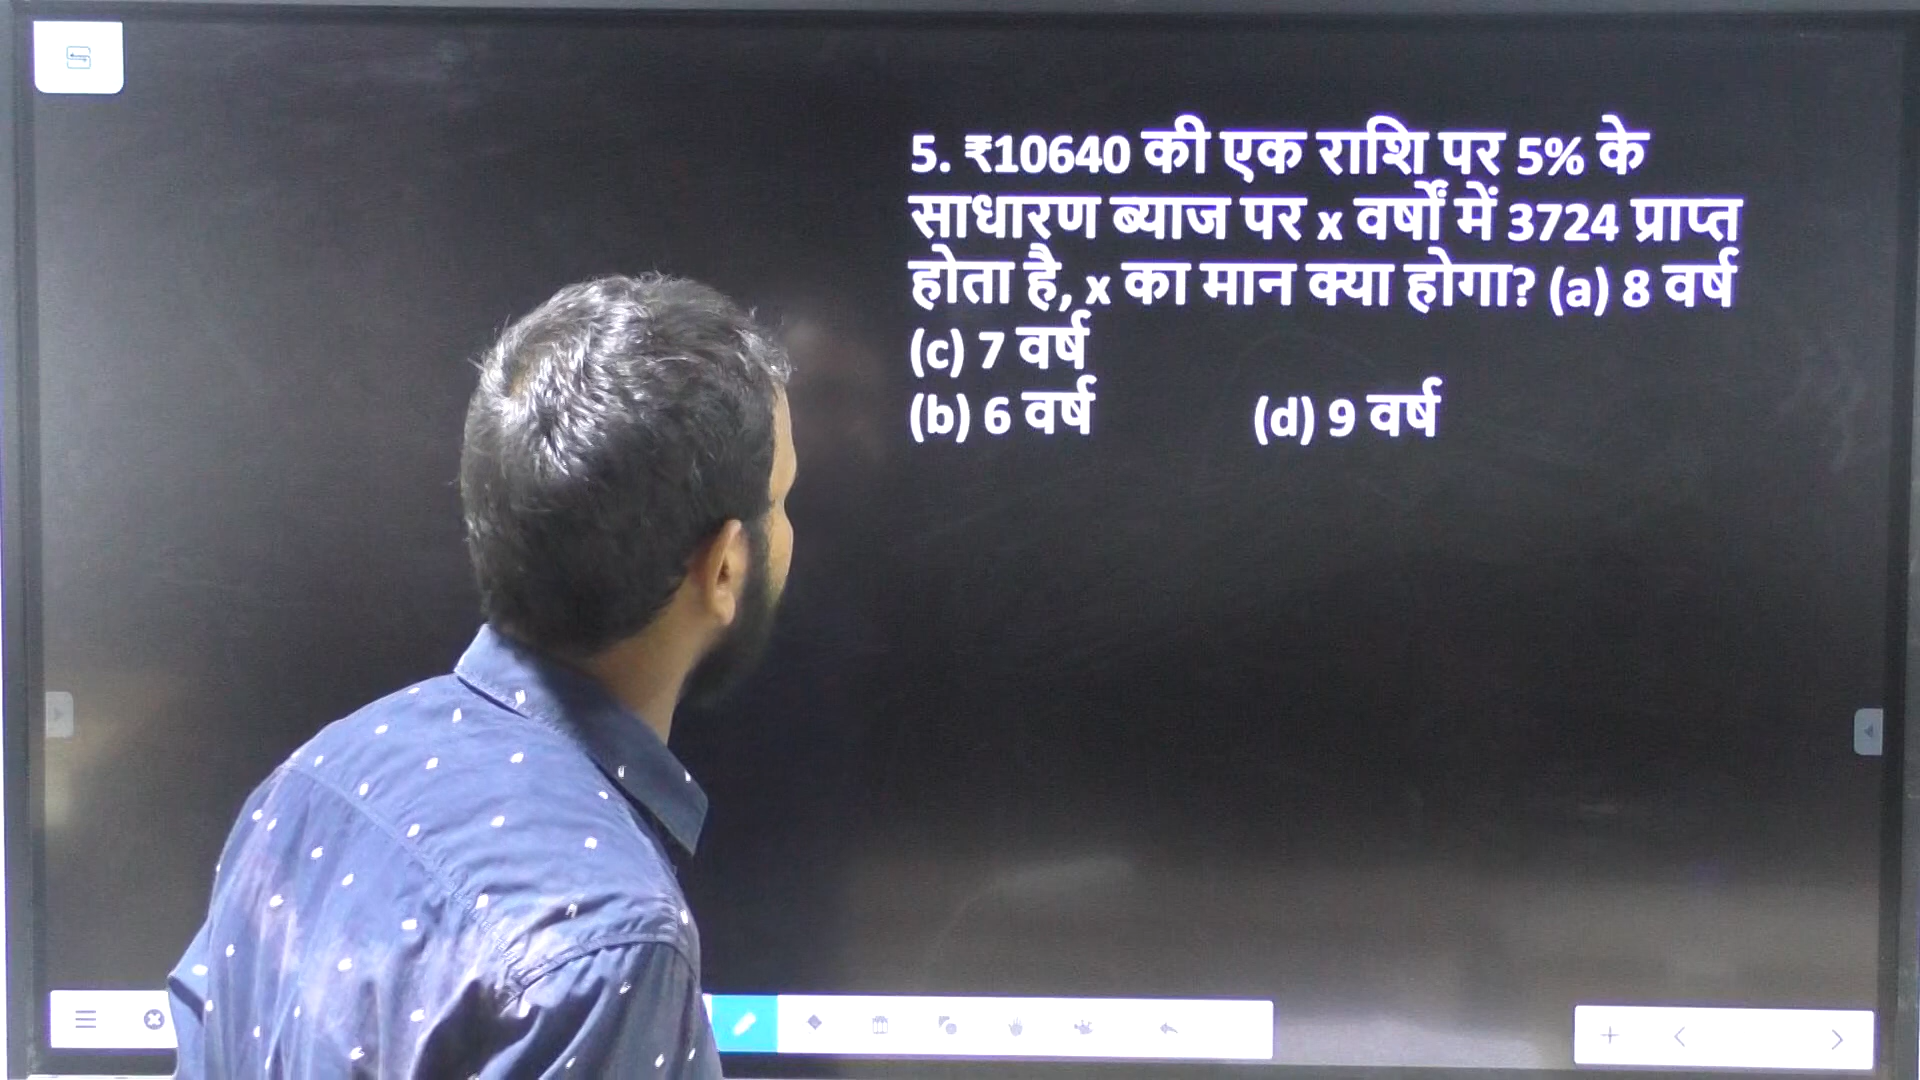 5. ₹10640 की एक राशि पर 5% के
साधारण ब्याज पर x वर्षों में 3724 प्राप्त
होता है, x का मान क्या होगा? (a) 8 वर्ष
(c) 7 वर्ष
(b) 6 वर्ष (d) 9 वर्ष